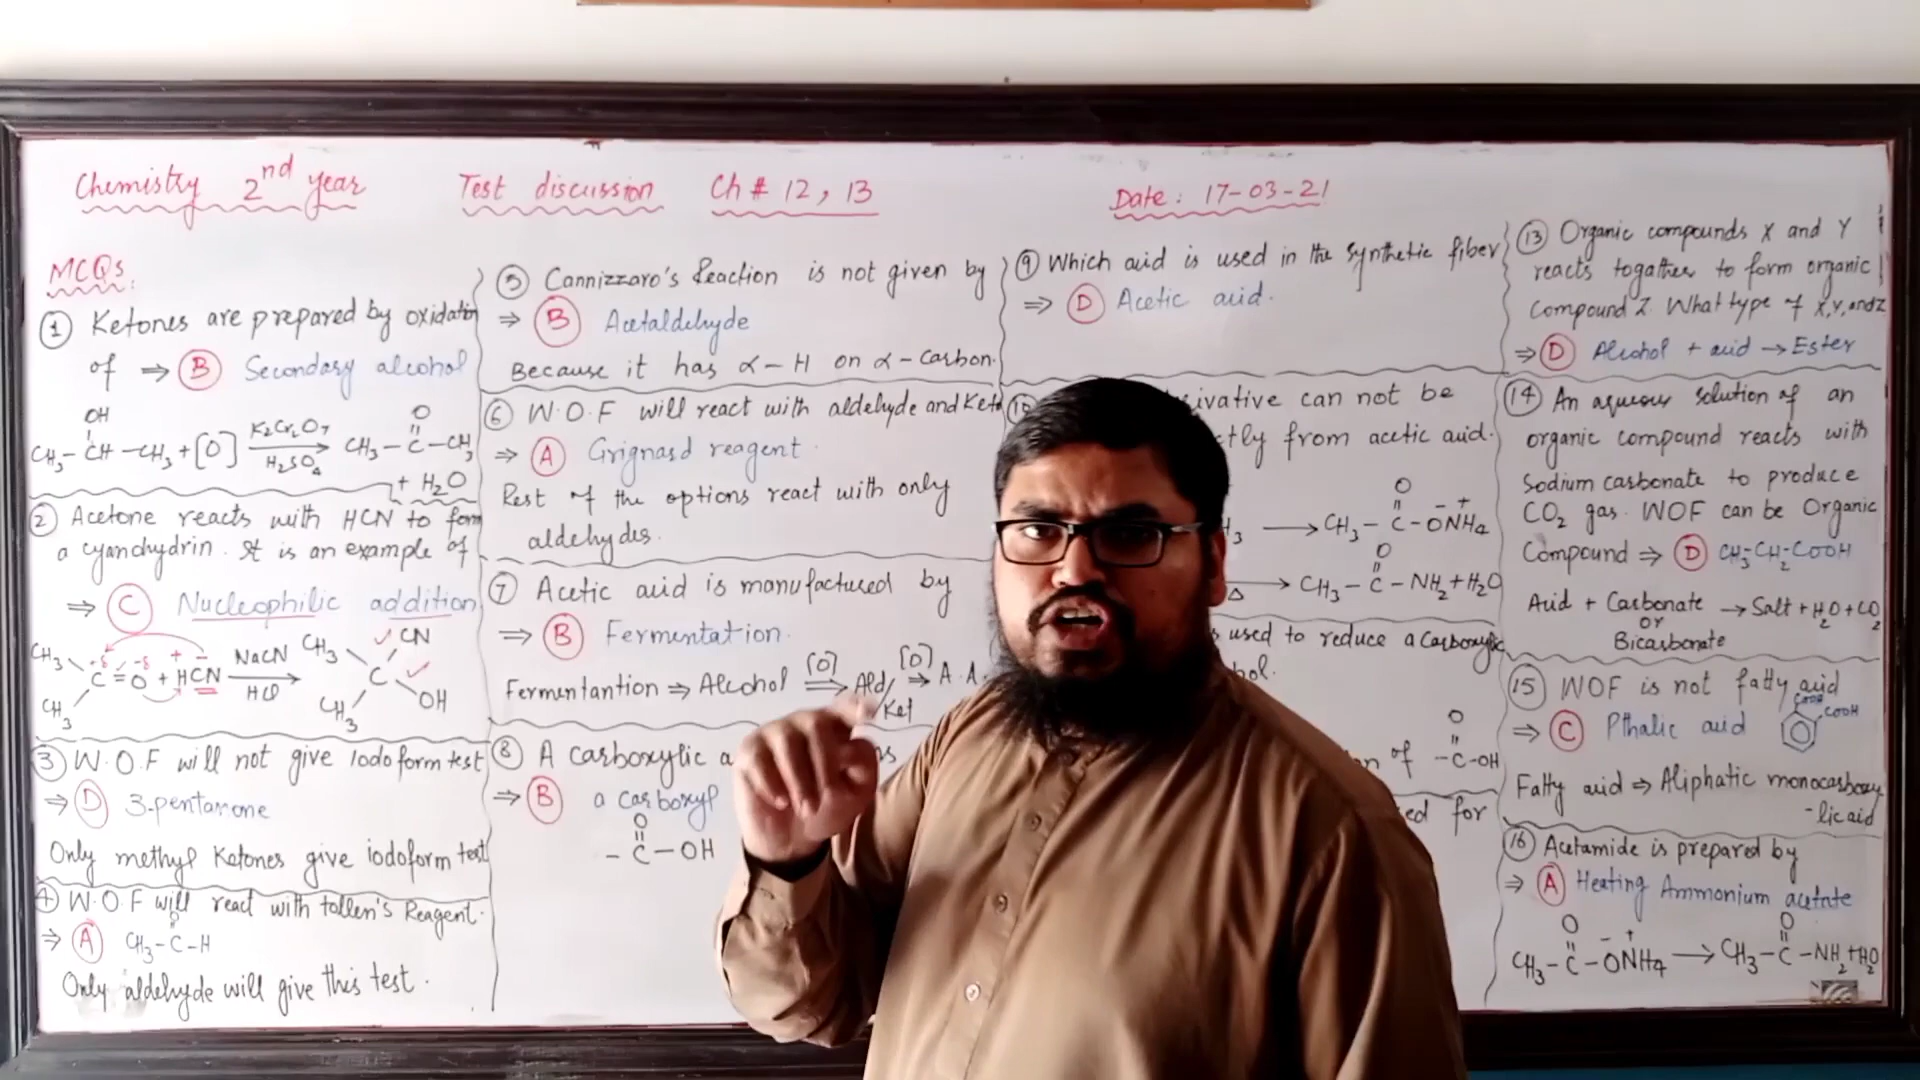 Chemistry 2nd year Test discussion Ch # 12, 13 Date: 17-03-21
MCQs.
① Ketones are prepared by oxidation
of ⇒ Ⓑ Secondary alcohol
OH O
CH3-CH-CH3+[O] K2Cr2O7 H2SO4 → CH3-C-CH3
+ H2O
② Acetone reacts with HCN to form
a cyanohydrin. It is an example of
⇒ Ⓒ Nucleophilic addition
CH3 +δ -δ + - NaCN CH3 CN
C=O + HCN → C
CH3 HCl CH3 OH
③ W.O.F will not give Iodoform test
⇒ Ⓓ 3-pentanone
Only methyl Ketones give iodoform test
④ W.O.F will react with tollen's Reagent.
O
⇒ Ⓐ CH3-C-H
Only aldehyde will give this test.
⑤ Cannizzaro's Reaction is not given by
⇒ Ⓑ Acetaldehyde
Because it has α-H on α-Carbon.
⑥ W.O.F will react with aldehyde and Keto
⇒ Ⓐ Grignard reagent.
Rest of the options react with only
aldehydes.
⑦ Acetic acid is manufactured by
⇒ Ⓑ Fermentation.
Fermentantion ⇒ Alcohol [O] ⇒ Ald/Ket [O] ⇒ A.A.
⑧ A carboxylic a
⇒ Ⓑ a carboxyl
O
-C-OH
⑨ Which acid is used in the synthetic fiber
⇒ Ⓓ Acetic acid.
ivative can not be
ctly from acetic acid.
O - +
3 → CH3-C-ONH4
O
Δ → CH3-C-NH2+H2O
used to reduce a carboxylic
hol.
O
n of -C-OH
ed for
⑬ Organic compounds X and Y
reacts togather to form organic
Compound Z. What type of X,Y, and Z
⇒ Ⓓ Alcohol + acid → Ester
⑭ An aqueous solution of an
organic compound reacts with
Sodium carbonate to produce
CO2 gas. WOF can be Organic
Compound ⇒ Ⓓ CH3-CH2-COOH
Acid + Carbonate → Salt + H2O + CO2
or
Bicarbonate
⑮ WOF is not fatty acid
⇒ Ⓒ Pthalic acid COOH COOH
Fatty acid ⇒ Aliphatic monocarboxy
-lic acid
⑯ Acetamide is prepared by
⇒ Ⓐ Heating Ammonium acetate
O - + O
CH3-C-ONH4 → CH3-C-NH2+H2O